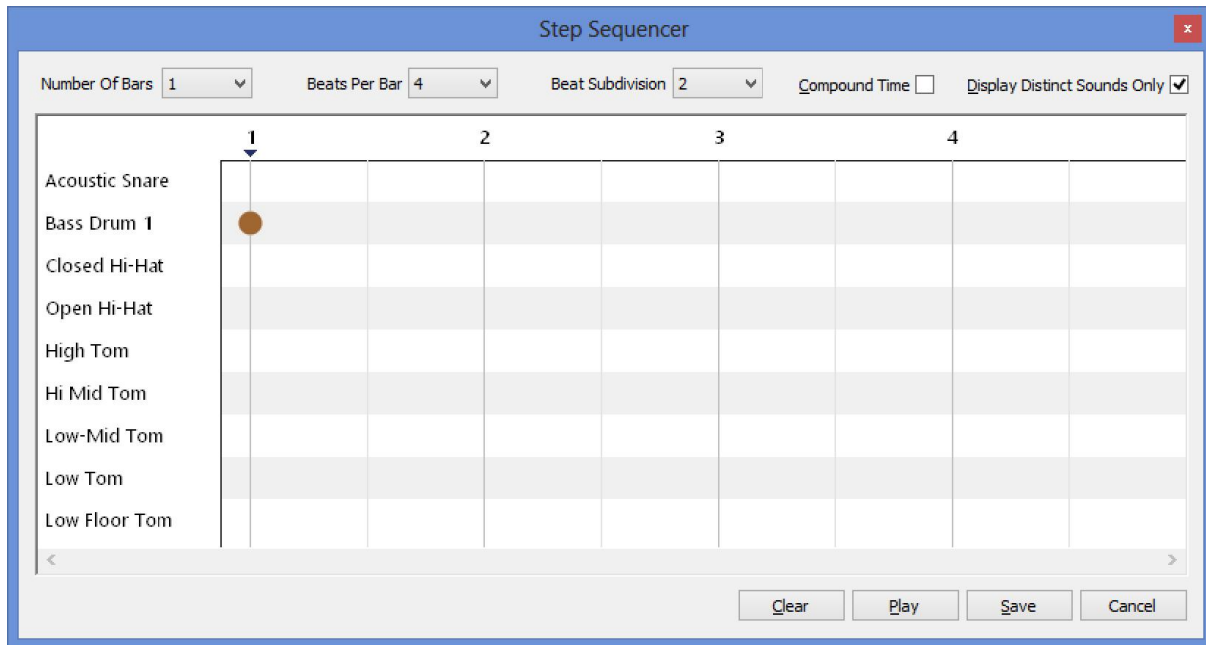 Step Sequencer
x
Number Of Bars 1 Beats Per Bar 4 Beat Subdivision 2 Compound Time Display Distinct Sounds Only
1 2 3 4
Acoustic Snare
Bass Drum 1
Closed Hi-Hat
Open Hi-Hat
High Tom
Hi Mid Tom
Low-Mid Tom
Low Tom
Low Floor Tom
Clear Play Save Cancel